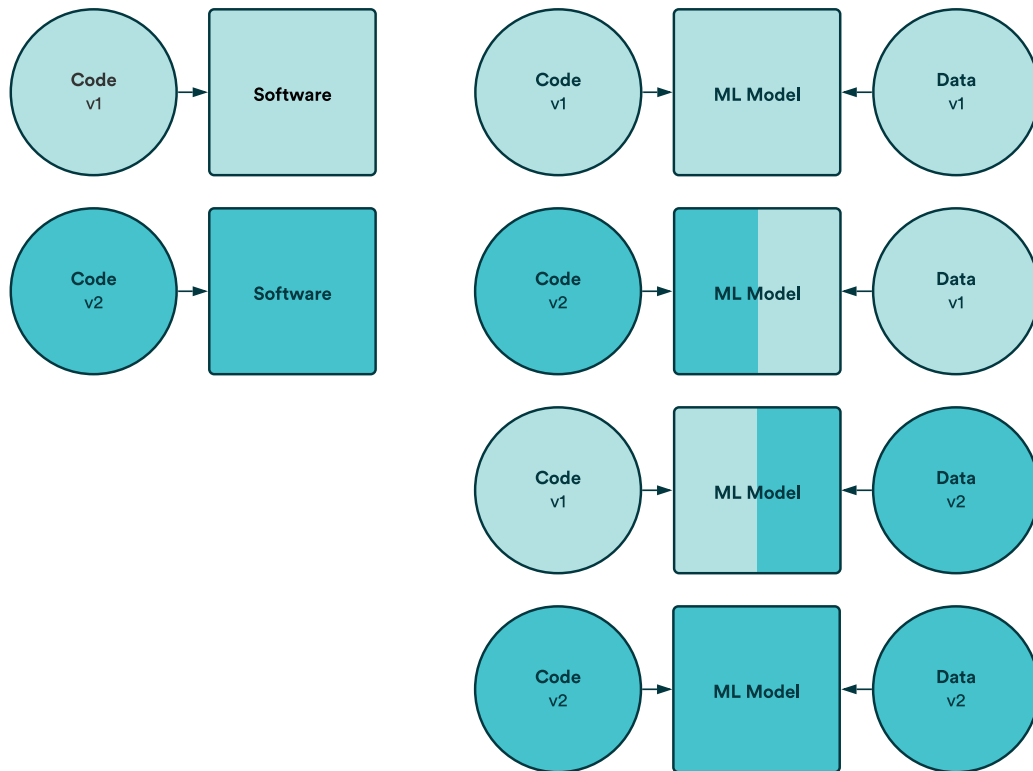 Code
v1
Software
Code
v1
ML Model
Data
v1
Code
v2
Software
Code
v2
ML Model
Data
v1
Code
v1
ML Model
Data
v2
Code
v2
ML Model
Data
v2